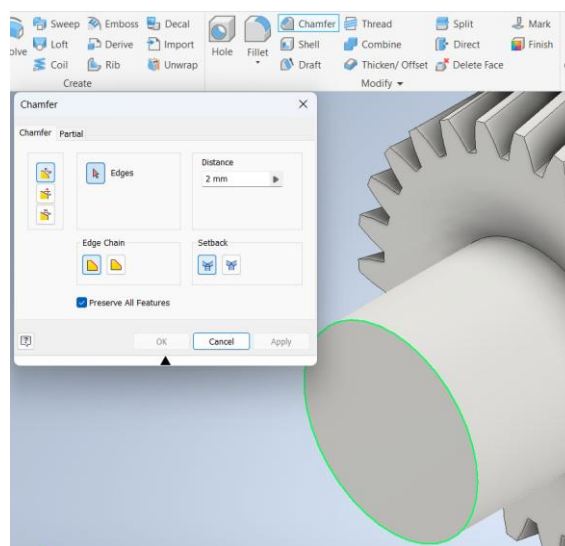 Sweep Emboss Decal Chamfer Thread Split Mark
olve Loft Derive Import Hole Fillet Shell Combine Direct Finish
Coil Rib Unwrap Draft Thicken/ Offset Delete Face
Create Modify
Chamfer
Chamfer Partial
Edges
Distance
2 mm
Edge Chain Setback
Preserve All Features
? OK Cancel Apply